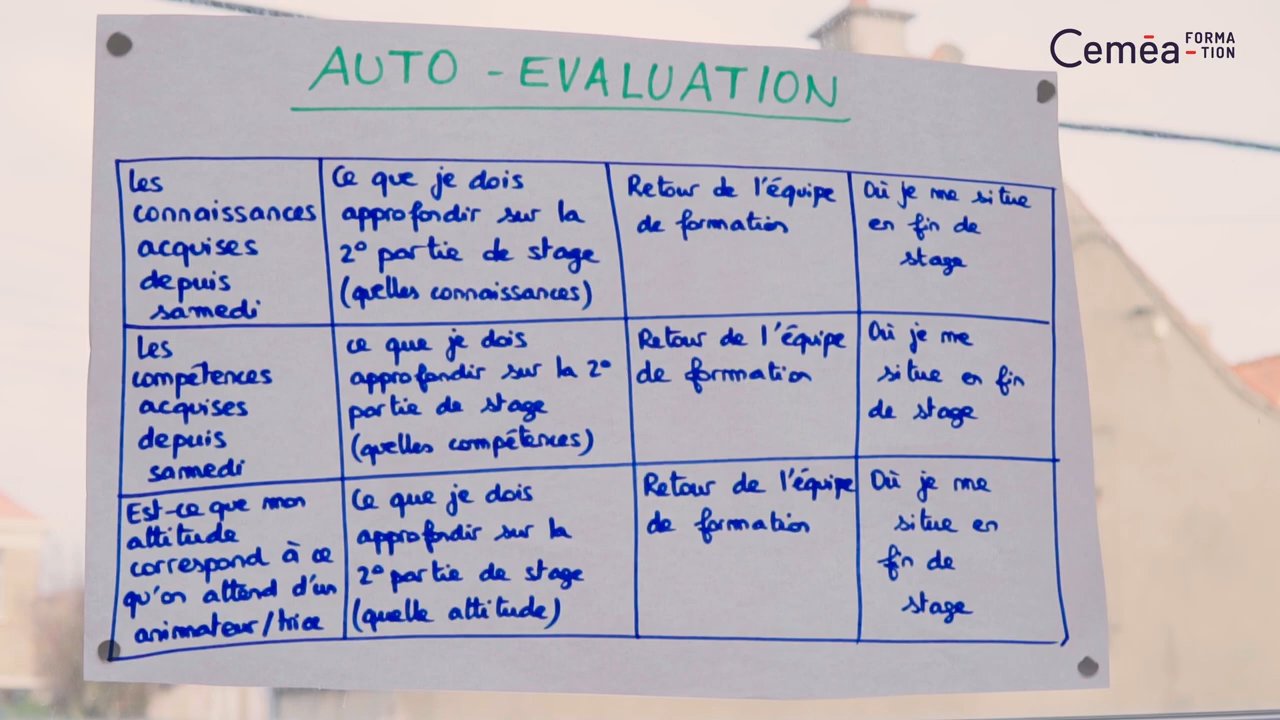 Ceméa FORMA
-TION
AUTO - EVALUATION
les
connaissances
acquises
depuis
samedi
Ce que je dois
approfondir sur la
2° partie de stage
(quelles connaissances)
Retour de l'équipe
de formation
Où je me situe
en fin de
stage
Les
compétences
acquises
depuis
samedi
ce que je dois
approfondir sur la 2°
partie de stage
(quelles compétences)
Retour de l'équipe
de formation
Où je me
situe en fin
de stage
Est-ce que mon
attitude
correspond à ce
qu'on attend d'un
animateur/trice
Ce que je dois
approfondir sur la
2° partie de stage
(quelle attitude)
Retour de l'équipe
de formation
Où je me
situe en
fin de
stage